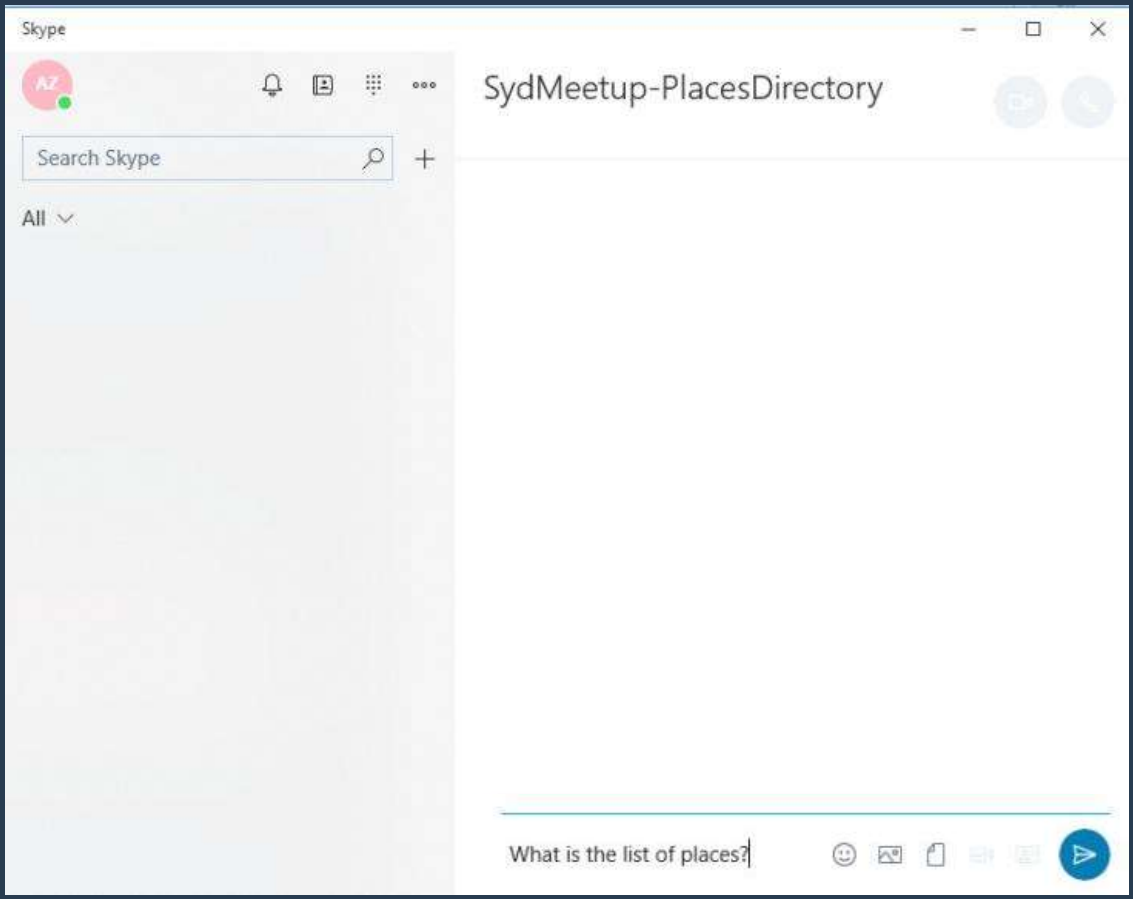 Skype
AZ
SydMeetup-PlacesDirectory
Search Skype
All
What is the list of places?